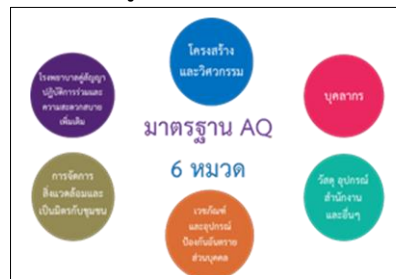 โครงสร้าง
และวิศวกรรม
โรงพยาบาลคู่สัญญา
ปฏิบัติการร่วมและ
ความสะดวกสบาย
เพิ่มเติม
บุคลากร
มาตรฐาน AQ
6 หมวด
การจัดการ
สิ่งแวดล้อมและ
เป็นมิตรกับชุมชน
วัสดุ อุปกรณ์
สำนักงาน
และอื่นๆ
เวชภัณฑ์
และอุปกรณ์
ป้องกันอันตราย
ส่วนบุคคล